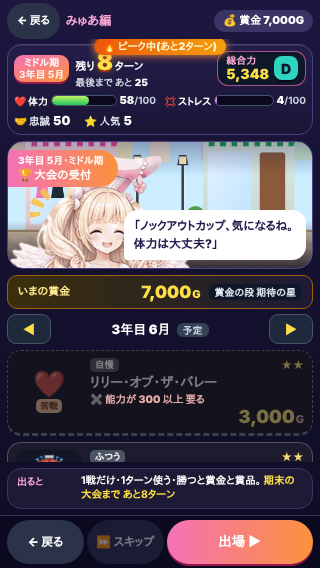 ← 戻る
みゅあ編
💰 賞金 7,000G
🔥 ピーク中(あと2ターン)
ミドル期
3年目 5月
残り 8 ターン
最後まで あと 25
総合力
5,348
D
❤️ 体力 58/100
💢 ストレス 4/100
🤝 忠誠 50
⭐ 人気 5
3年目 5月・ミドル期
🏆 大会の受付
「ノックアウトカップ、気になるね。
体力は大丈夫?」
いまの賞金
7,000G
賞金の段 期待の星
◀
3年目 6月 予定
▶
自慢
★★
リリー・オブ・ザ・バレー
苦戦
✖ 能力が 300 以上 要る
3,000G
ふつう
★★
出ると
1戦だけ・1ターン使う・勝つと賞金と賞品。期末の
大会まで あと8ターン
← 戻る
⏩ スキップ
出場 ▶